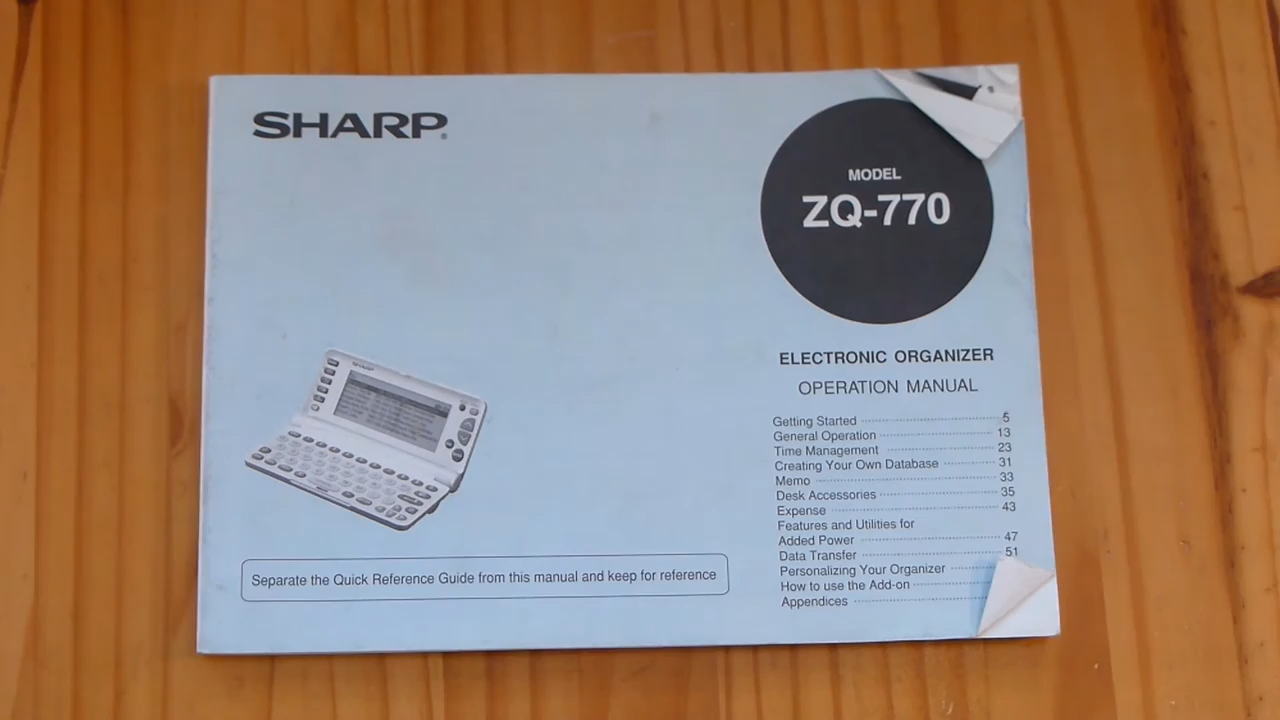 SHARP®
MODEL
ZQ-770
SHARP
ELECTRONIC ORGANIZER
OPERATION MANUAL
Getting Started 5
General Operation 13
Time Management 23
Creating Your Own Database 31
Memo 33
Desk Accessories 35
Expense 43
Features and Utilities for
Added Power 47
Data Transfer 51
Personalizing Your Organizer
How to use the Add-on
Appendices
Separate the Quick Reference Guide from this manual and keep for reference